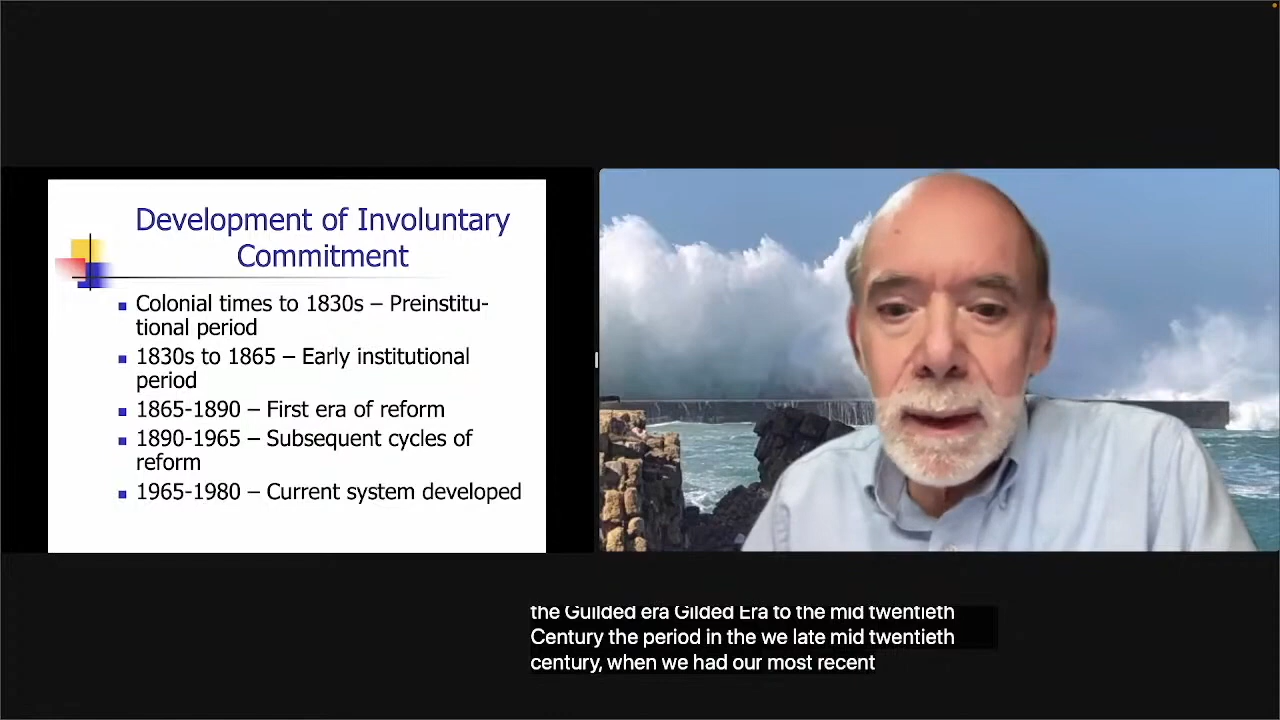 Development of Involuntary
Commitment
Colonial times to 1830s – Preinstitu-
tional period
1830s to 1865 – Early institutional
period
1865-1890 – First era of reform
1890-1965 – Subsequent cycles of
reform
1965-1980 – Current system developed
the Guilded era Gilded Era to the mid twentieth
Century the period in the we late mid twentieth
century, when we had our most recent